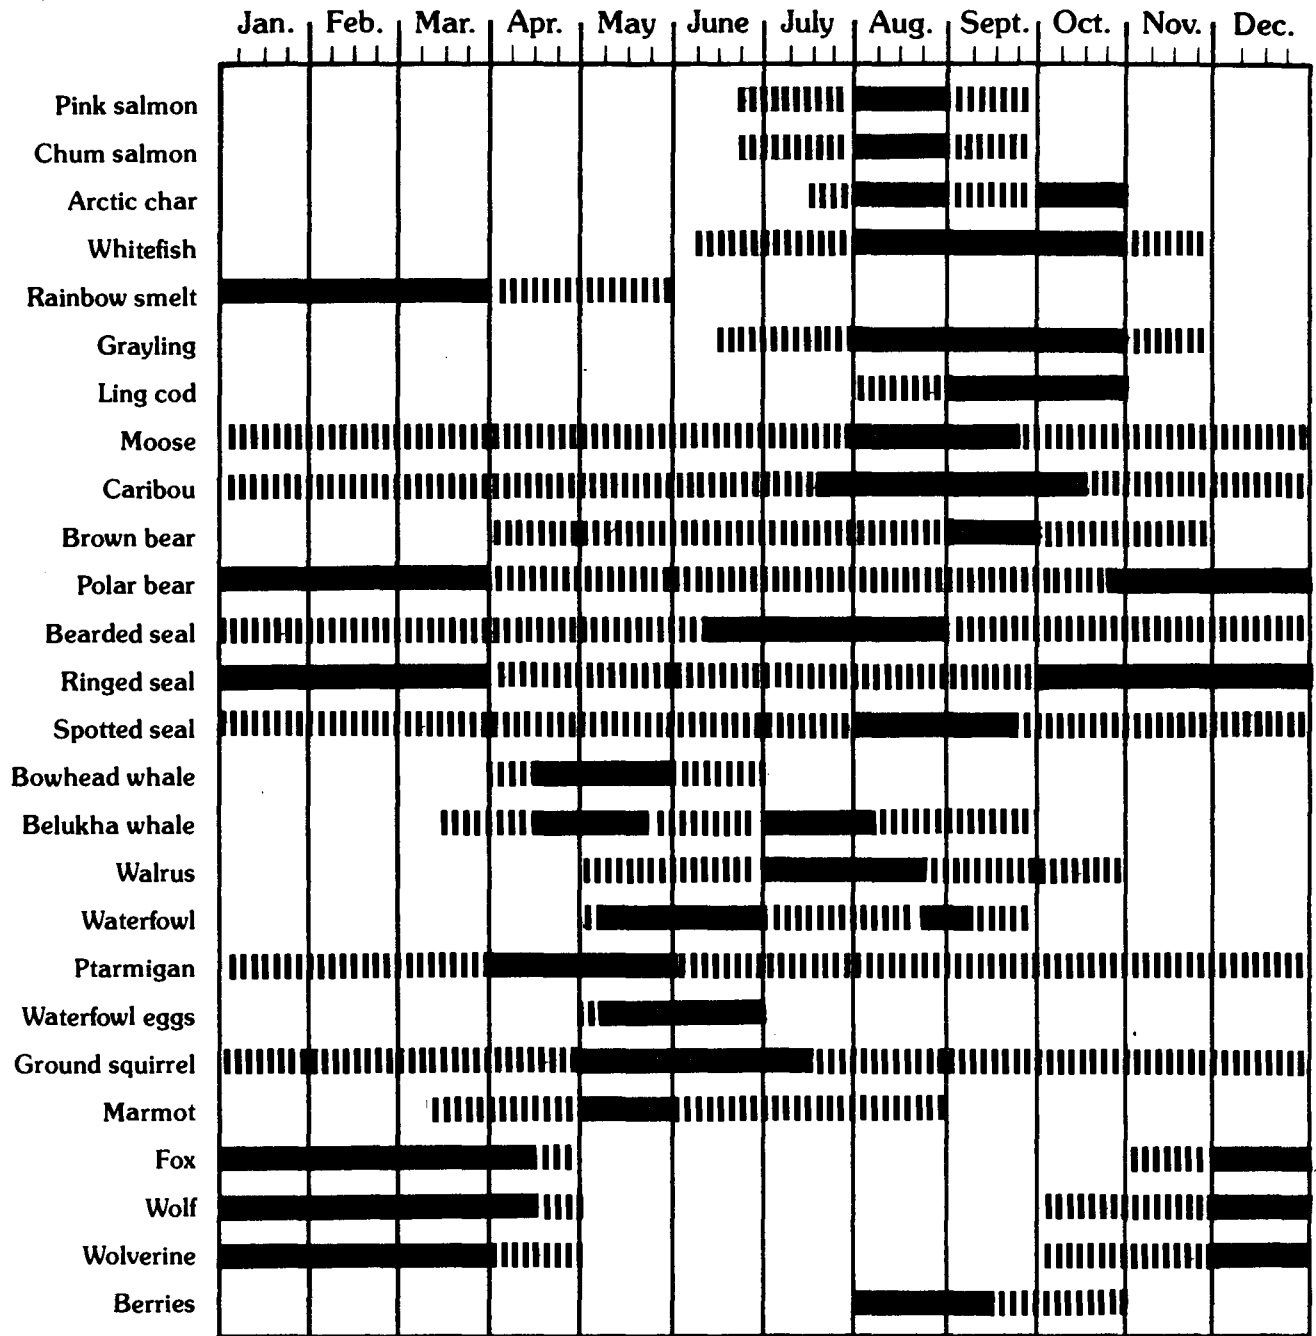 Jan. Feb. Mar. Apr. May June July Aug. Sept. Oct. Nov. Dec.
Pink salmon
Chum salmon
Arctic char
Whitefish
Rainbow smelt
Grayling
Ling cod
Moose
Caribou
Brown bear
Polar bear
Bearded seal
Ringed seal
Spotted seal
Bowhead whale
Belukha whale
Walrus
Waterfowl
Ptarmigan
Waterfowl eggs
Ground squirrel
Marmot
Fox
Wolf
Wolverine
Berries